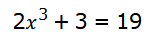 2x³ + 3 = 19